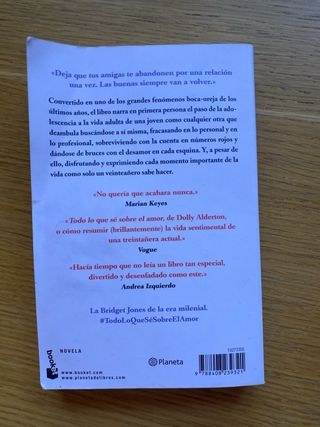 «Deja que tus amigas te abandonen por una relación
una vez. Las buenas siempre van a volver.»
Convertido en uno de los grandes fenómenos boca-oreja de los
últimos años, el libro narra en primera persona el paso de la ado-
lescencia a la vida adulta de una joven como cualquier otra que
deambula buscándose a sí misma, fracasando en lo personal y en
lo profesional, sobreviviendo con la cuenta en números rojos y
dándose de bruces con el desamor en cada esquina. Y, a pesar de
ello, disfrutando y exprimiendo cada momento importante de la
vida como solo un veinteañero sabe hacer.
«No quería que acabara nunca.»
Marian Keyes
«Todo lo que sé sobre el amor, de Dolly Alderton,
o cómo resumir (brillantemente) la vida sentimental de
una treintañera actual.»
Vogue
«Hacía tiempo que no leía un libro tan especial,
divertido y desenfadado como este.»
Andrea Izquierdo
La Bridget Jones de la era milenial.
#TodoLoQueSéSobreElAmor
booket
NOVELA
www.booket.com
www.planetadelibros.com
Planeta
9 788408 239321